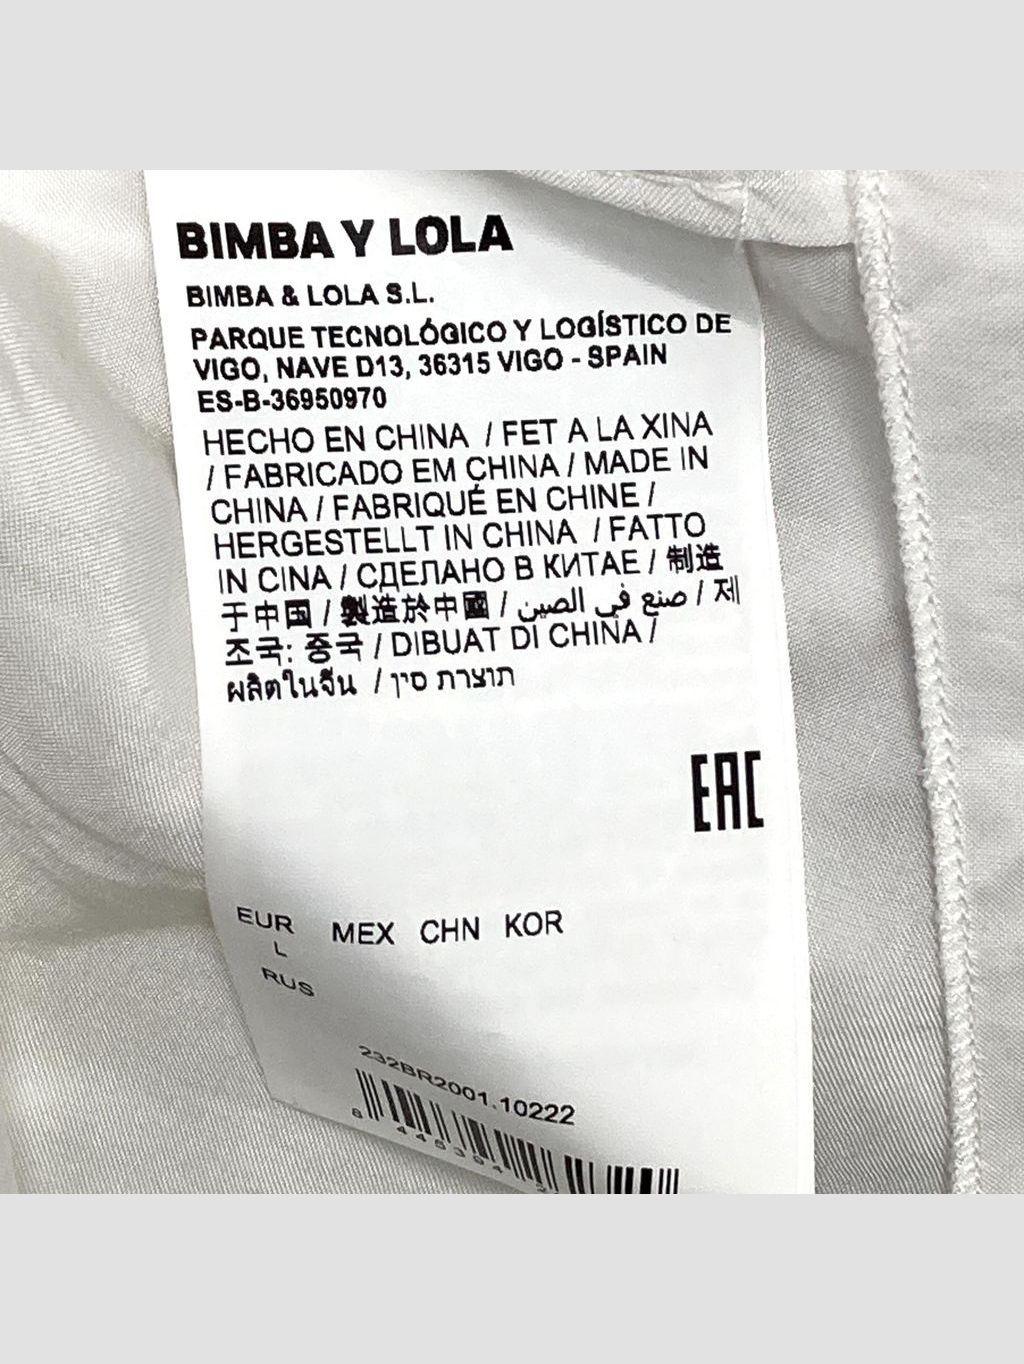 BIMBA Y LOLA
BIMBA & LOLA S.L.
PARQUE TECNOLÓGICO Y LOGÍSTICO DE
VIGO, NAVE D13, 36315 VIGO - SPAIN
ES-B-36950970
HECHO EN CHINA / FET A LA XINA
/ FABRICADO EM CHINA / MADE IN
CHINA / FABRIQUÉ EN CHINE /
HERGESTELLT IN CHINA / FATTO
IN CINA / СДЕЛАНО В КИТАЕ / 制造
于中国 / 製造於中國 / صنع في الصين / 제
조국: 중국 / DIBUAT DI CHINA /
ผลิตในจีน / תוצרת סין
EAC
EUR MEX CHN KOR
L
RUS
232BR2001.10222
8 445394